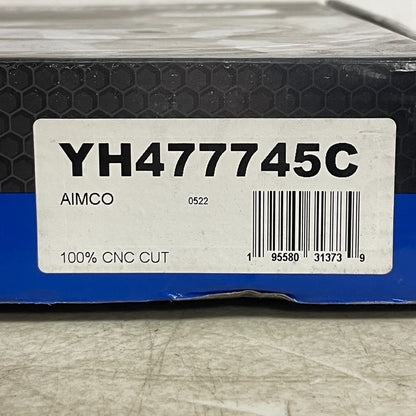 YH477745C
AIMCO 0522
100% CNC CUT
1 95580 31373 9